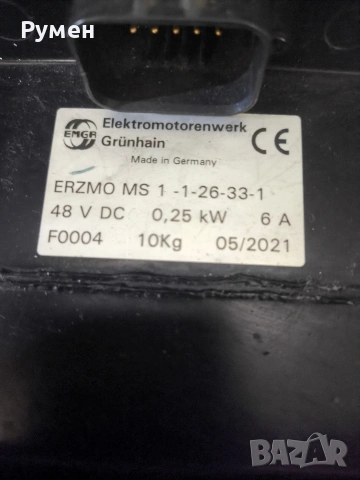 Румен
EMGR
Elektromotorenwerk
Grünhain
Made in Germany
CE
ERZMO MS 1 -1-26-33-1
48 V DC 0,25 kW 6 A
F0004 10Kg 05/2021
BAZAR